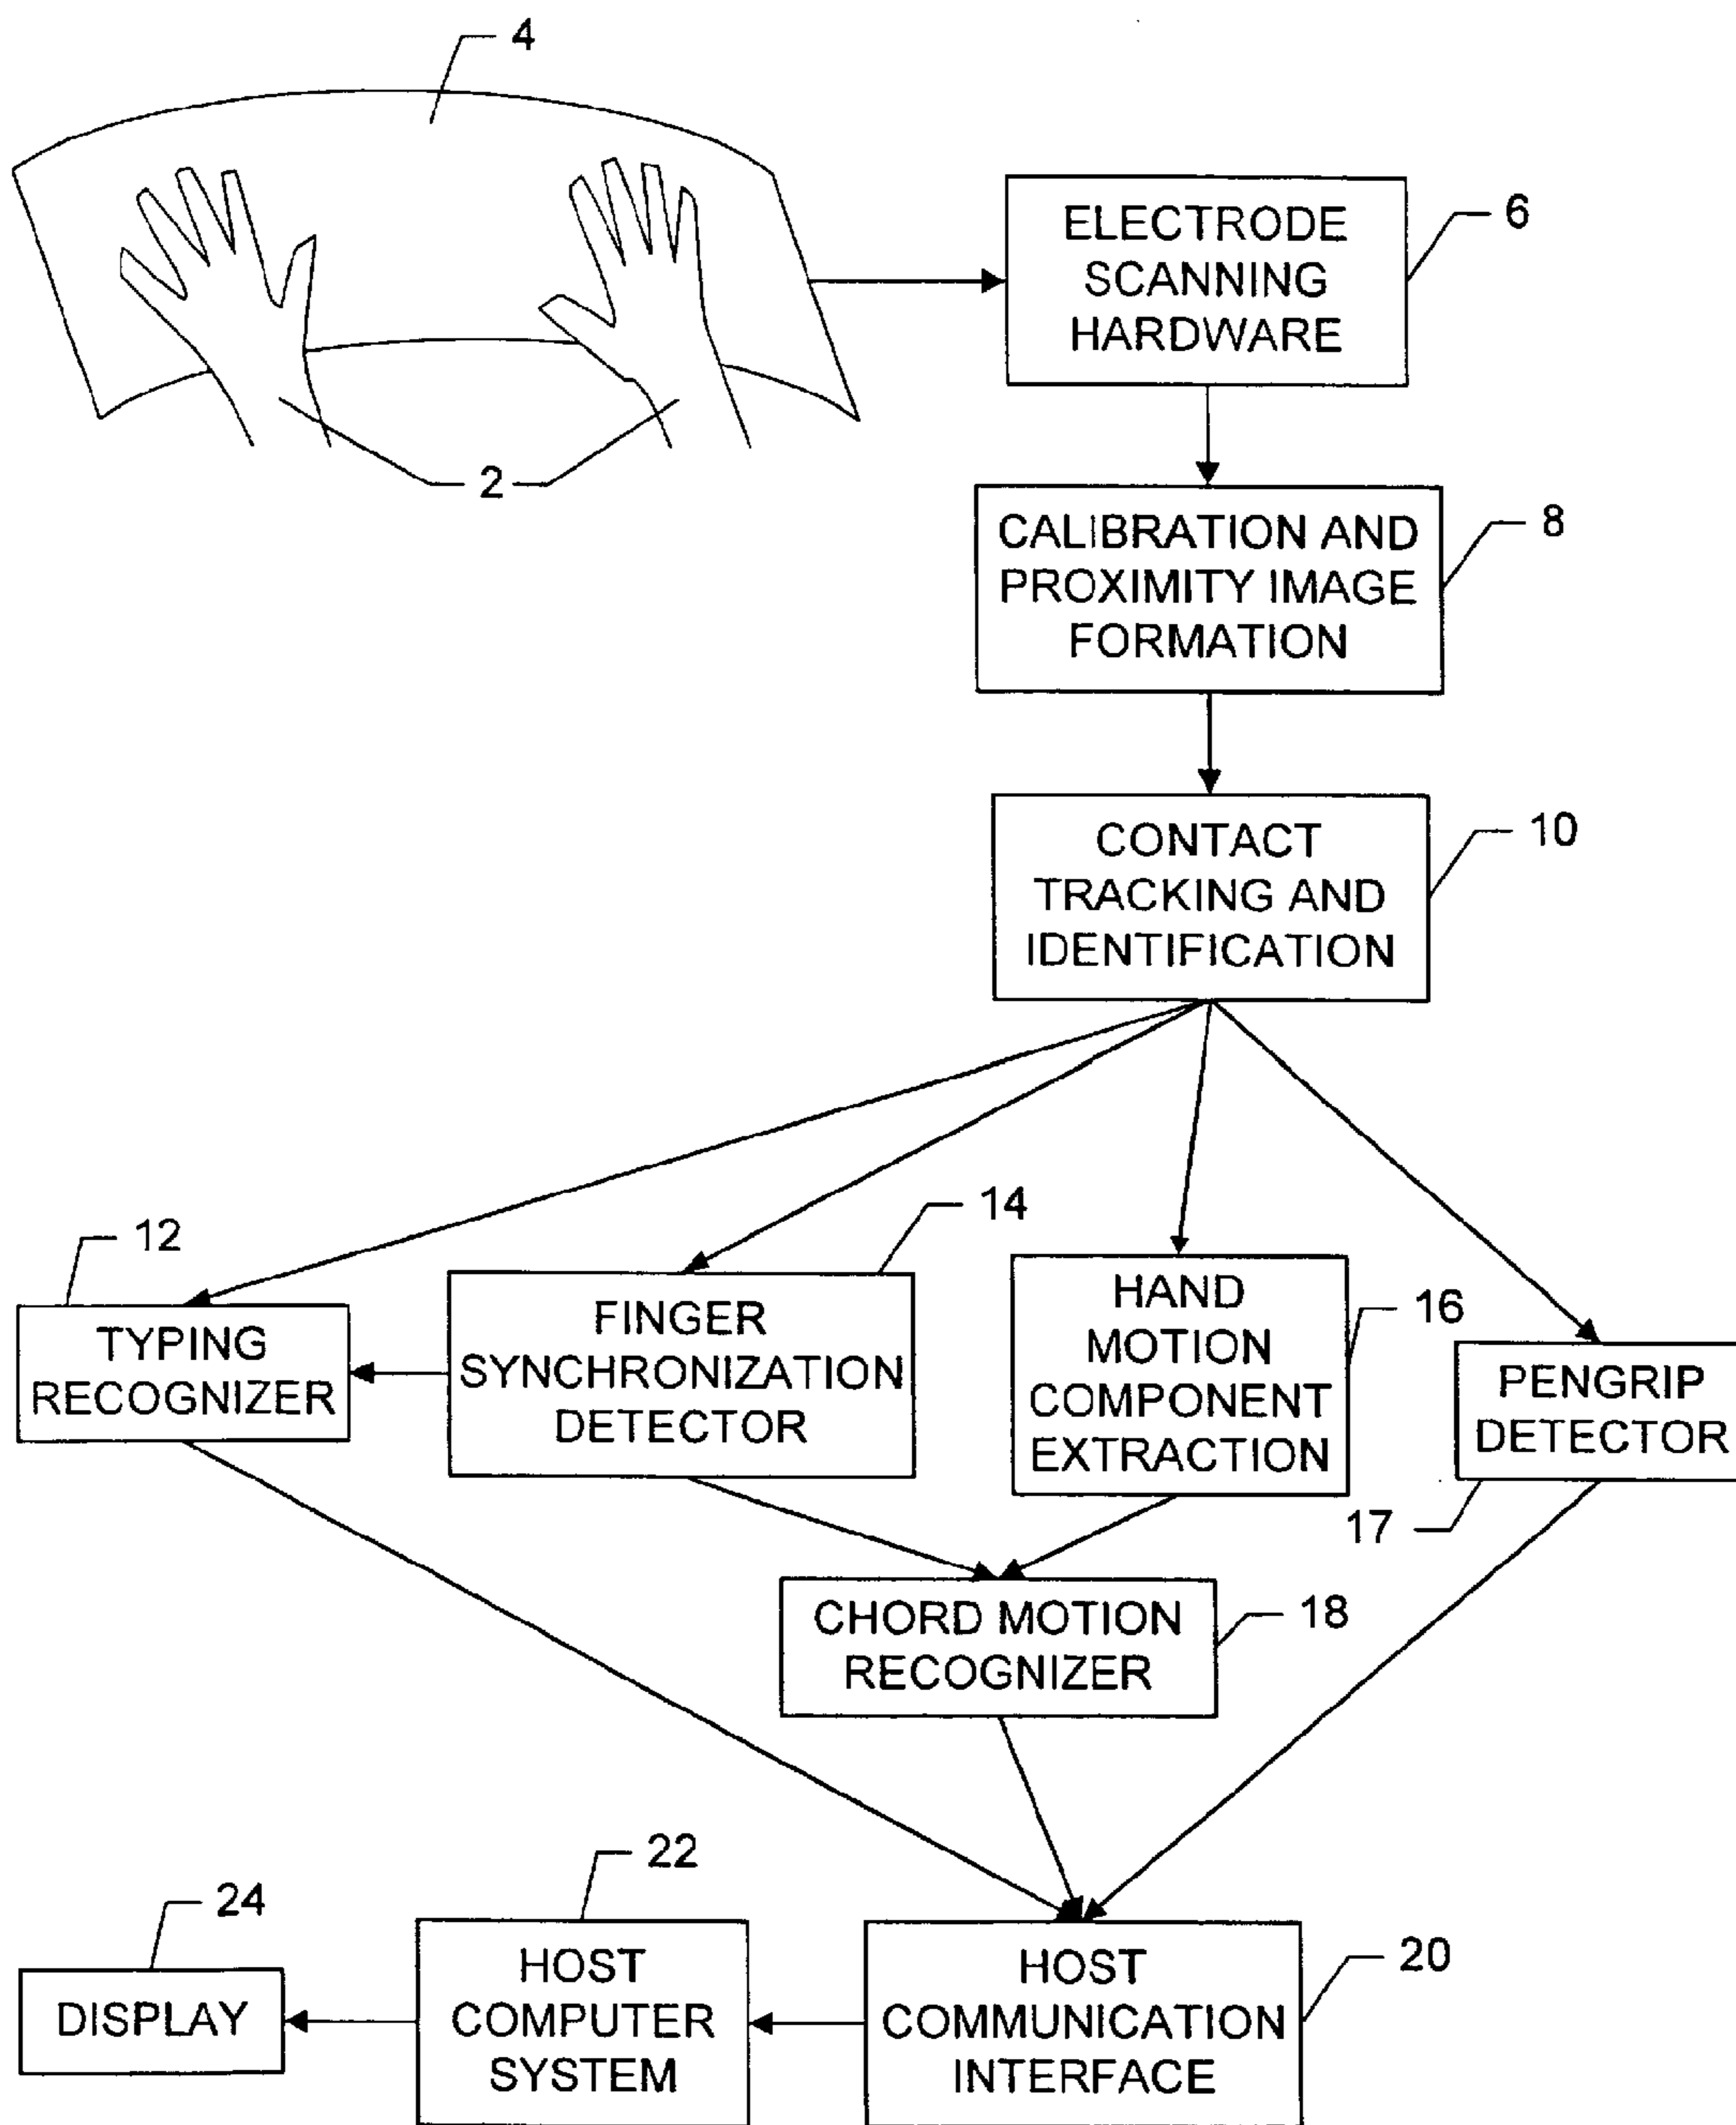 4
2
ELECTRODE
SCANNING
HARDWARE
6
CALIBRATION AND
PROXIMITY IMAGE
FORMATION
8
CONTACT
TRACKING AND
IDENTIFICATION
10
12
TYPING
RECOGNIZER
14
FINGER
SYNCHRONIZATION
DETECTOR
HAND
MOTION
COMPONENT
EXTRACTION
16
PENGRIP
DETECTOR
17
CHORD MOTION
RECOGNIZER
18
24
DISPLAY
22
HOST
COMPUTER
SYSTEM
HOST
COMMUNICATION
INTERFACE
20